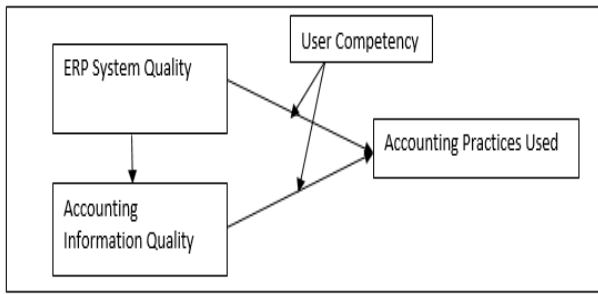 User Competency
ERP System Quality
Accounting Practices Used
Accounting
Information Quality